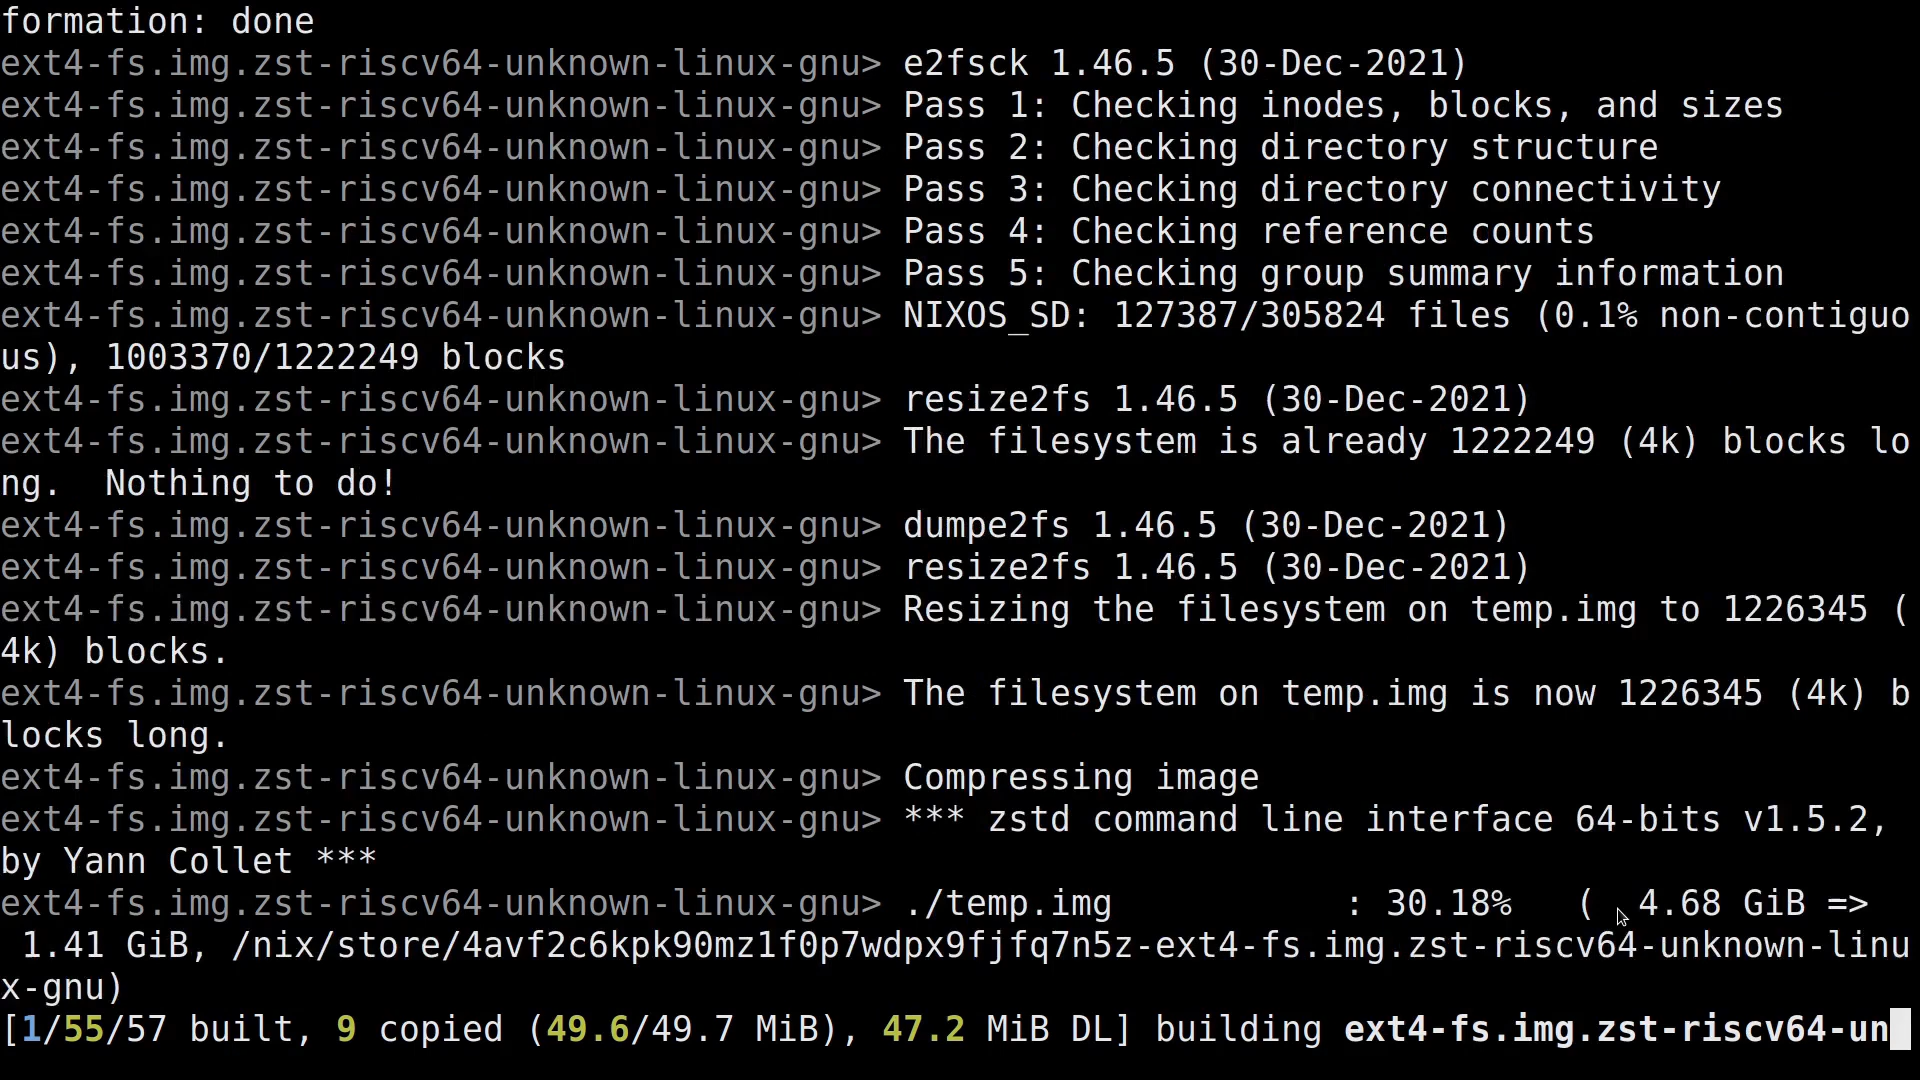 formation: done
ext4-fs.img.zst-riscv64-unknown-linux-gnu> e2fsck 1.46.5 (30-Dec-2021)
ext4-fs.img.zst-riscv64-unknown-linux-gnu> Pass 1: Checking inodes, blocks, and sizes
ext4-fs.img.zst-riscv64-unknown-linux-gnu> Pass 2: Checking directory structure
ext4-fs.img.zst-riscv64-unknown-linux-gnu> Pass 3: Checking directory connectivity
ext4-fs.img.zst-riscv64-unknown-linux-gnu> Pass 4: Checking reference counts
ext4-fs.img.zst-riscv64-unknown-linux-gnu> Pass 5: Checking group summary information
ext4-fs.img.zst-riscv64-unknown-linux-gnu> NIXOS_SD: 127387/305824 files (0.1% non-contiguo
us), 1003370/1222249 blocks
ext4-fs.img.zst-riscv64-unknown-linux-gnu> resize2fs 1.46.5 (30-Dec-2021)
ext4-fs.img.zst-riscv64-unknown-linux-gnu> The filesystem is already 1222249 (4k) blocks lo
ng.  Nothing to do!
ext4-fs.img.zst-riscv64-unknown-linux-gnu> dumpe2fs 1.46.5 (30-Dec-2021)
ext4-fs.img.zst-riscv64-unknown-linux-gnu> resize2fs 1.46.5 (30-Dec-2021)
ext4-fs.img.zst-riscv64-unknown-linux-gnu> Resizing the filesystem on temp.img to 1226345 (
4k) blocks.
ext4-fs.img.zst-riscv64-unknown-linux-gnu> The filesystem on temp.img is now 1226345 (4k) b
locks long.
ext4-fs.img.zst-riscv64-unknown-linux-gnu> Compressing image
ext4-fs.img.zst-riscv64-unknown-linux-gnu> *** zstd command line interface 64-bits v1.5.2,
by Yann Collet ***
ext4-fs.img.zst-riscv64-unknown-linux-gnu> ./temp.img           : 30.18%   (  4.68 GiB =>
 1.41 GiB, /nix/store/4avf2c6kpk90mz1f0p7wdpx9fjfq7n5z-ext4-fs.img.zst-riscv64-unknown-linu
x-gnu)
[1/55/57 built, 9 copied (49.6/49.7 MiB), 47.2 MiB DL] building ext4-fs.img.zst-riscv64-un